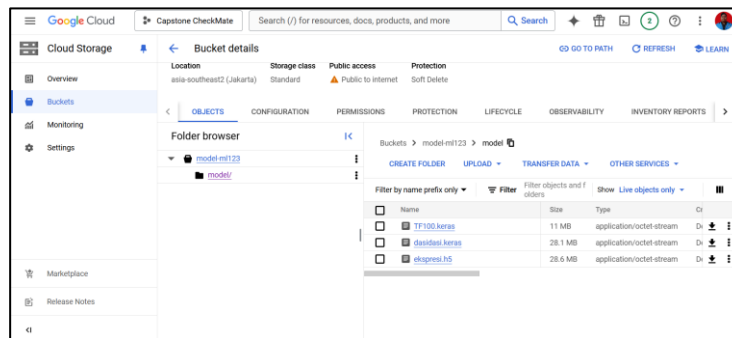 Google Cloud
Capstone CheckMate
Search (/) for resources, docs, products, and more
Search
2
Cloud Storage
Overview
Buckets
Monitoring
Settings
Marketplace
Release Notes
Bucket details
GO TO PATH
REFRESH
LEARN
Location
Storage class
Public access
Protection
asia-southeast2 (Jakarta)
Standard
Public to internet
Soft Delete
OBJECTS
CONFIGURATION
PERMISSIONS
PROTECTION
LIFECYCLE
OBSERVABILITY
INVENTORY REPORTS
Folder browser
model-ml123
model/
Buckets > model-ml123 > model
CREATE FOLDER
UPLOAD
TRANSFER DATA
OTHER SERVICES
Filter by name prefix only
Filter
Filter objects and f
olders
Show Live objects only
Name
Size
Type
TF100.keras
11 MB
application/octet-stream
dasidasi.keras
28.1 MB
application/octet-stream
ekspresi.h5
28.6 MB
application/octet-stream